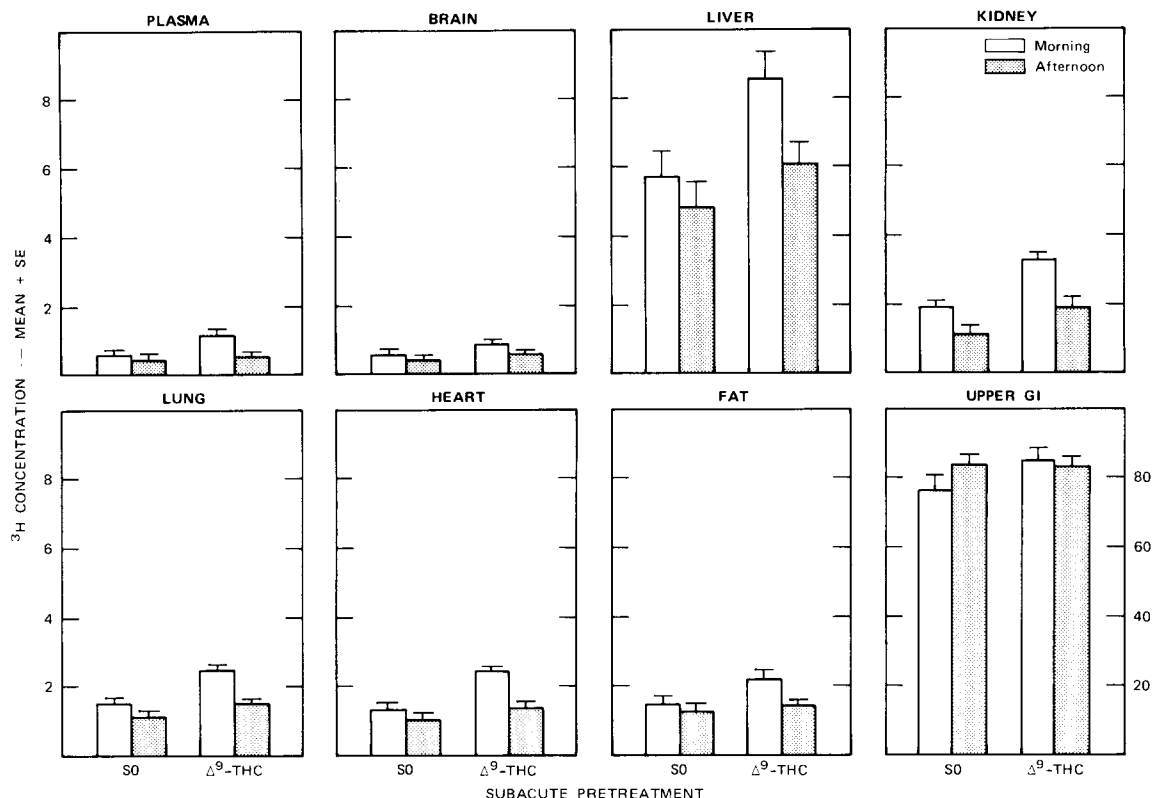 PLASMA
BRAIN
LIVER
KIDNEY
Morning
Afternoon
8
6
4
2
³H CONCENTRATION -- MEAN + SE
LUNG
HEART
FAT
UPPER GI
8
6
4
2
80
60
40
20
SO
Δ⁹-THC
SO
Δ⁹-THC
SO
Δ⁹-THC
SO
Δ⁹-THC
SUBACUTE PRETREATMENT